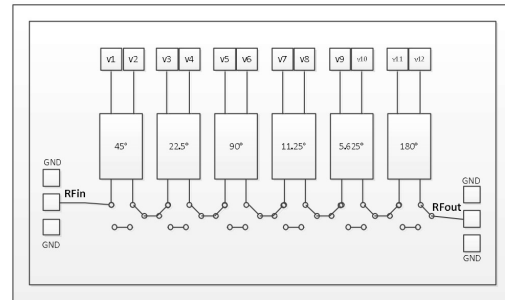 v1 v2 v3 v4 v5 v6 v7 v8 v9 v10 v11 v12
45° 22.5° 90° 11.25° 5.625° 180°
GND
RFin
GND
GND
RFout
GND